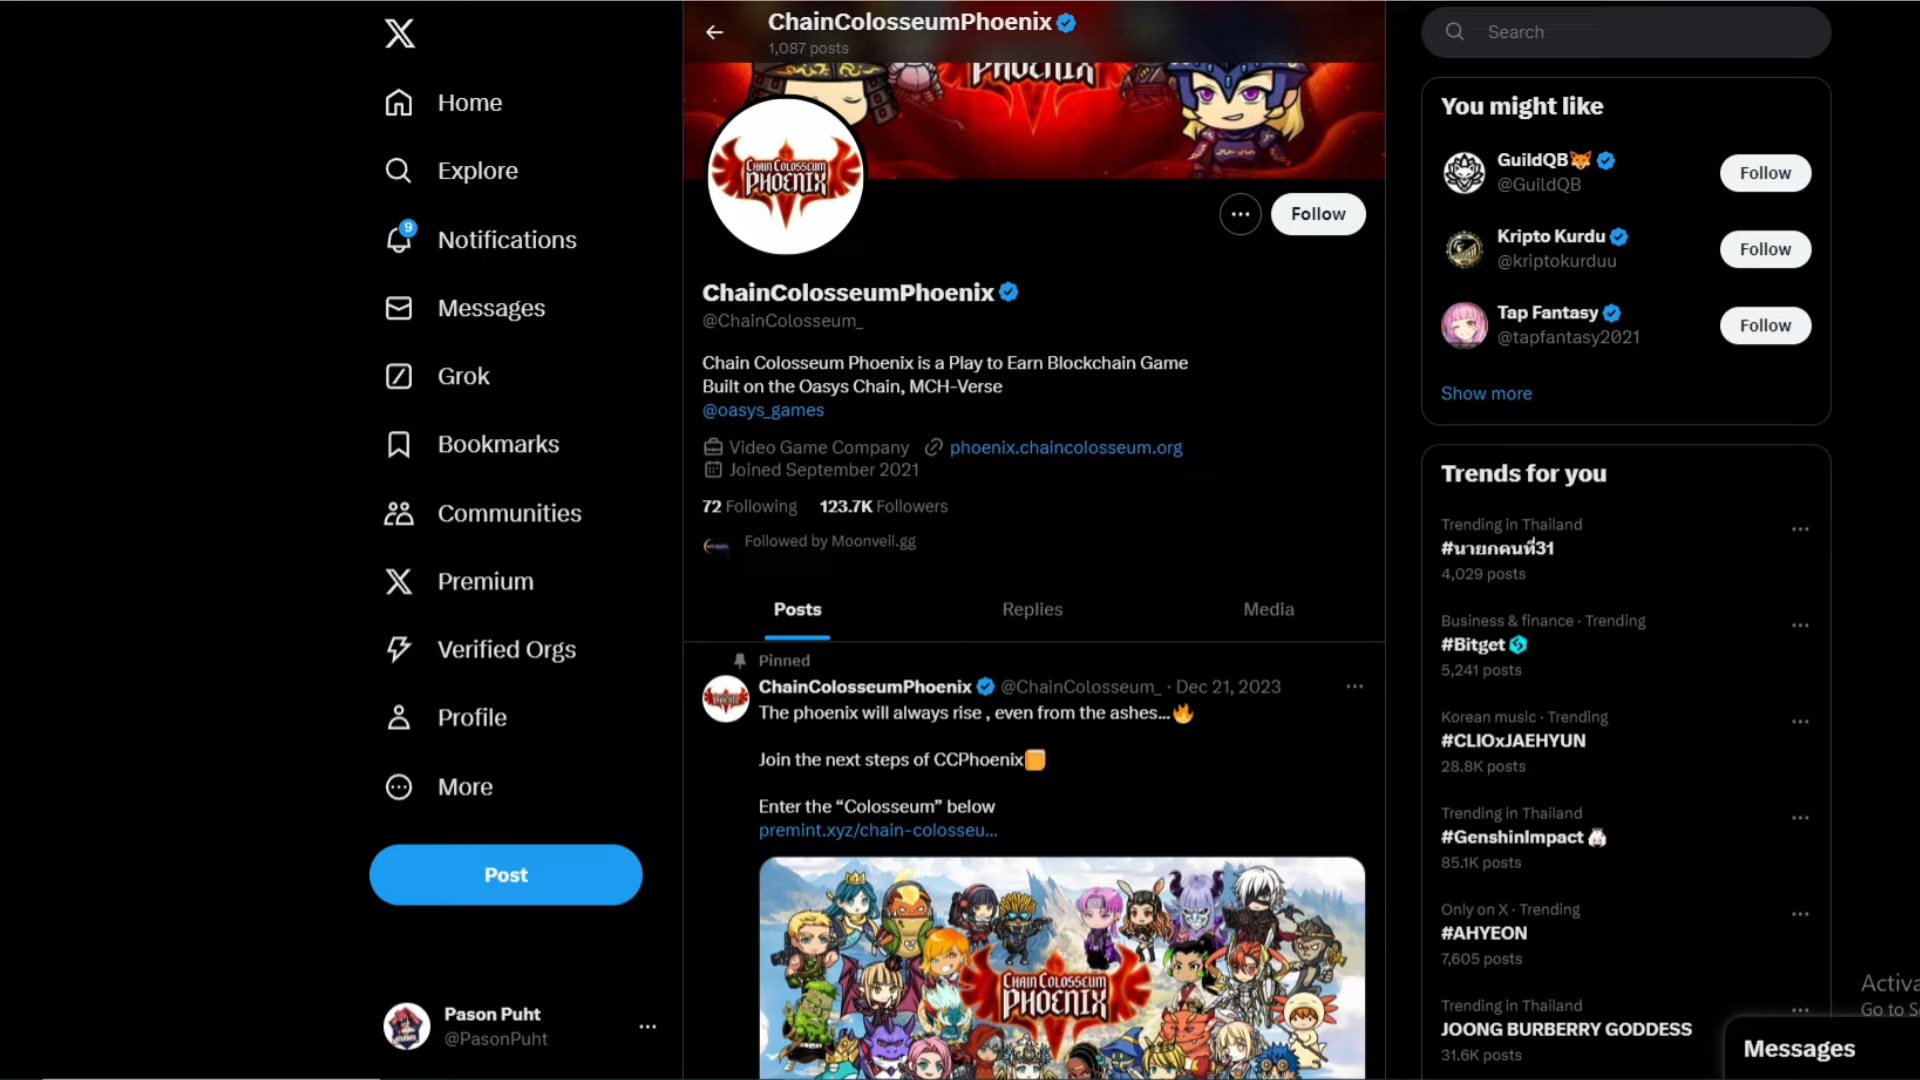 Home
Explore
9
Notifications
Messages
Grok
Bookmarks
Communities
Premium
Verified Orgs
Profile
More
Post
Pason Puht
@PasonPuht
ChainColosseumPhoenix
1,087 posts
PHOENIX
CHAIN COLOSSEUM
PHOENIX
Follow
ChainColosseumPhoenix
@ChainColosseum_
Chain Colosseum Phoenix is a Play to Earn Blockchain Game
Built on the Oasys Chain, MCH-Verse
@oasys_games
Video Game Company phoenix.chaincolosseum.org
Joined September 2021
72 Following 123.7K Followers
Followed by Moonveil.gg
Posts Replies Media
Pinned
ChainColosseumPhoenix @ChainColosseum_ · Dec 21, 2023
The phoenix will always rise , even from the ashes...🔥
Join the next steps of CCPhoenix
Enter the “Colosseum” below
premint.xyz/chain-colosseu...
CHAIN COLOSSEUM
PHOENIX
Search
You might like
GuildQB🦊
@GuildQB
Follow
Kripto Kurdu
@kriptokurduu
Follow
Tap Fantasy
@tapfantasy2021
Follow
Show more
Trends for you
Trending in Thailand
#นายกคนที่31
4,029 posts
Business & finance · Trending
#Bitget
5,241 posts
Korean music · Trending
#CLIOxJAEHYUN
28.8K posts
Trending in Thailand
#GenshinImpact
85.1K posts
Only on X · Trending
#AHYEON
7,605 posts
Trending in Thailand
JOONG BURBERRY GODDESS
31.6K posts
Activa
Go to S
Messages